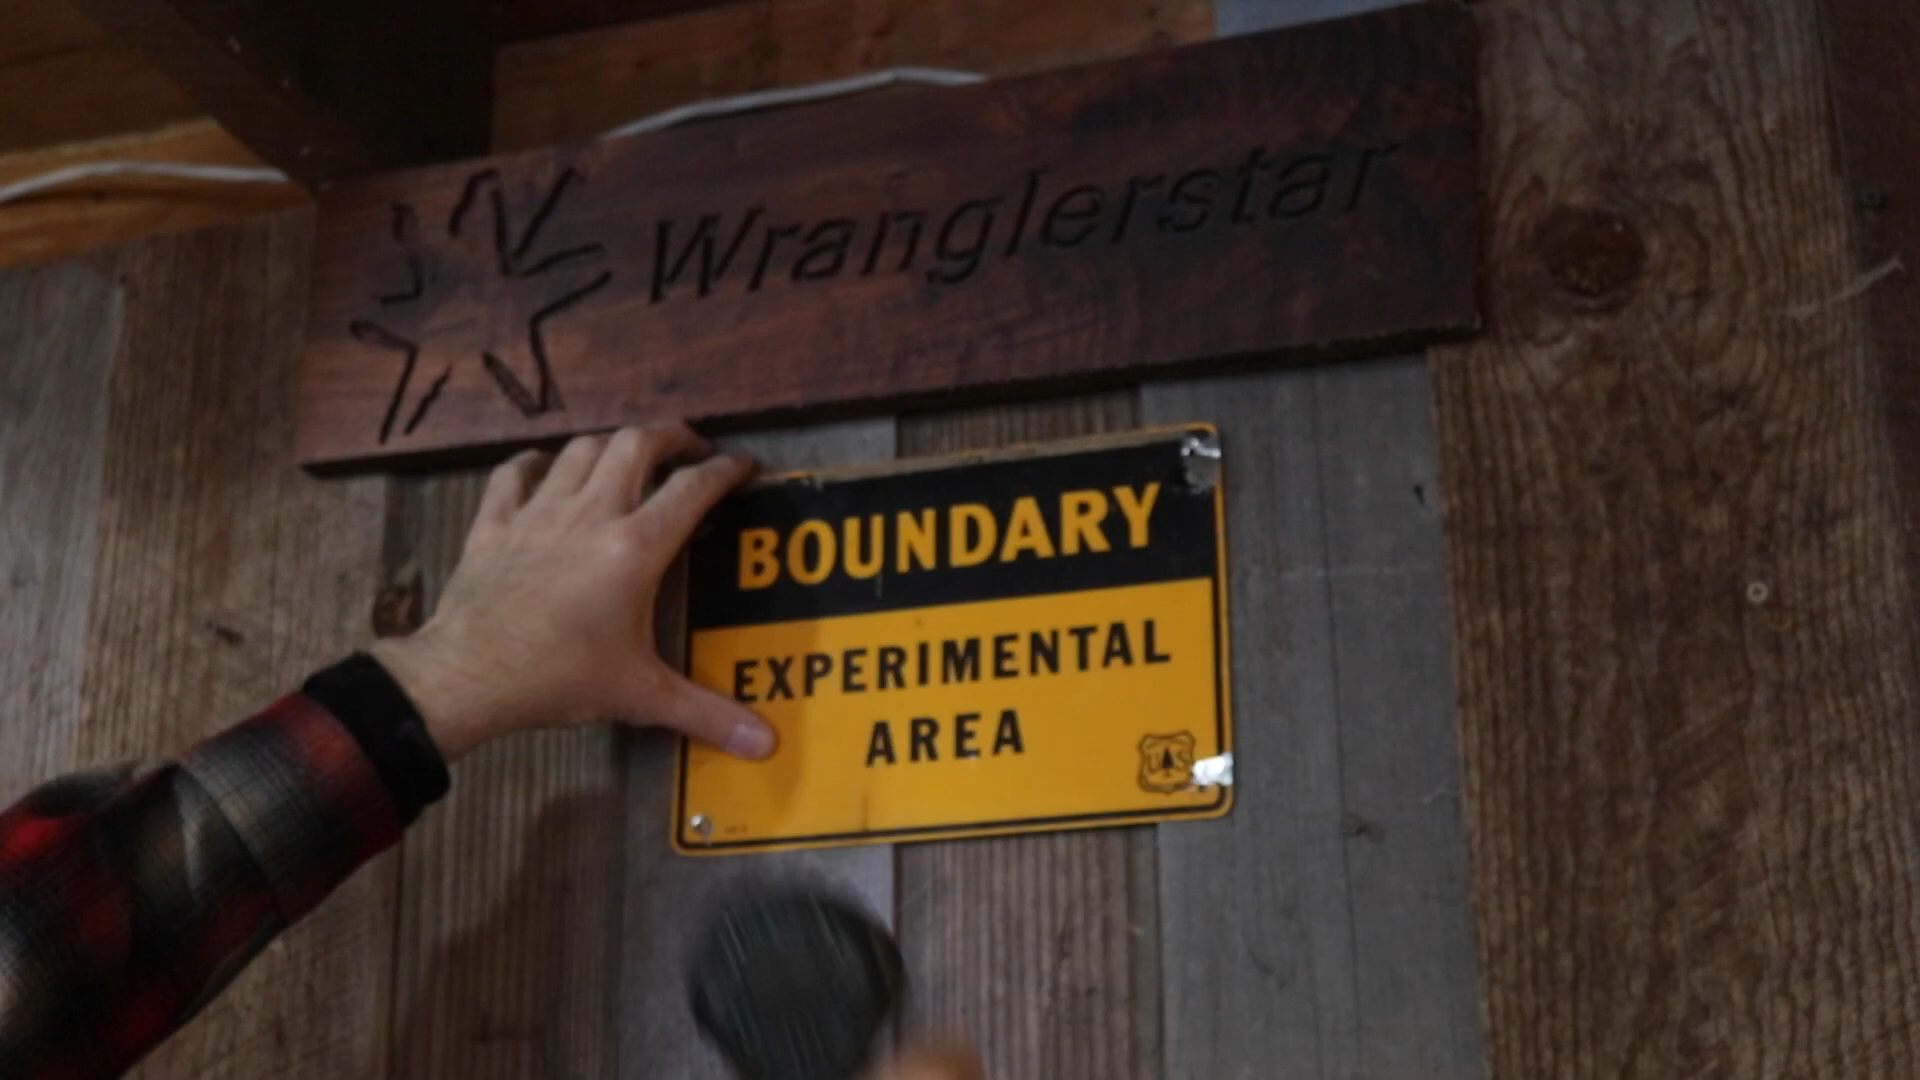 Wranglerstar
BOUNDARY
EXPERIMENTAL
AREA
U S